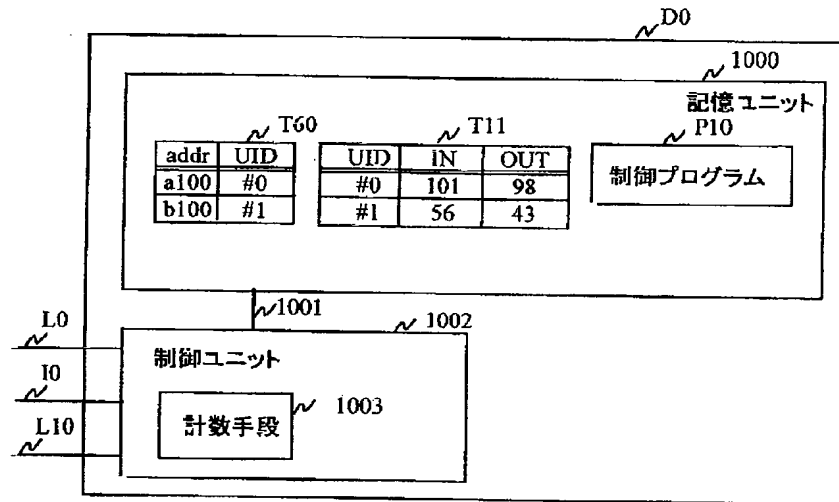 D0
1000
記憶ユニット
T60
T11
P10
addr UID
a100 #0
b100 #1
UID IN OUT
#0 101 98
#1 56 43
制御プログラム
1001
1002
L0
I0
L10
制御ユニット
1003
計数手段